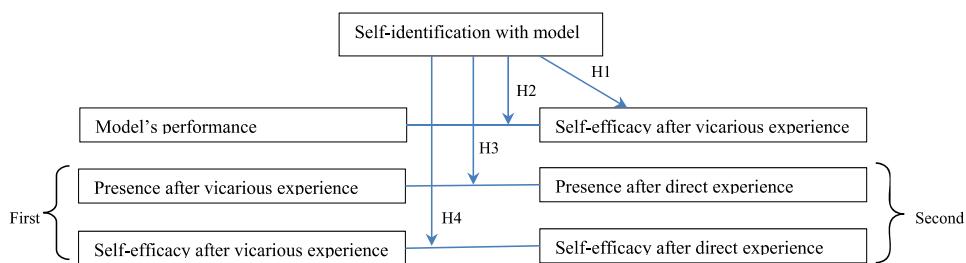 Self-identification with model
H1
H2
Model's performance
Self-efficacy after vicarious experience
H3
Presence after vicarious experience
Presence after direct experience
First
Second
H4
Self-efficacy after vicarious experience
Self-efficacy after direct experience